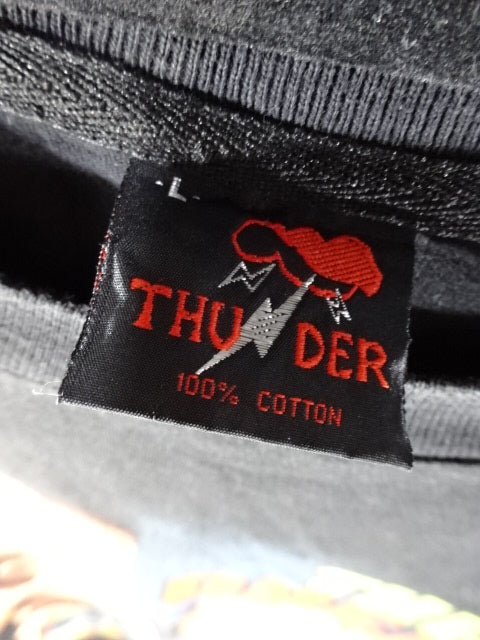 -L-
THUNDER
100% COTTON